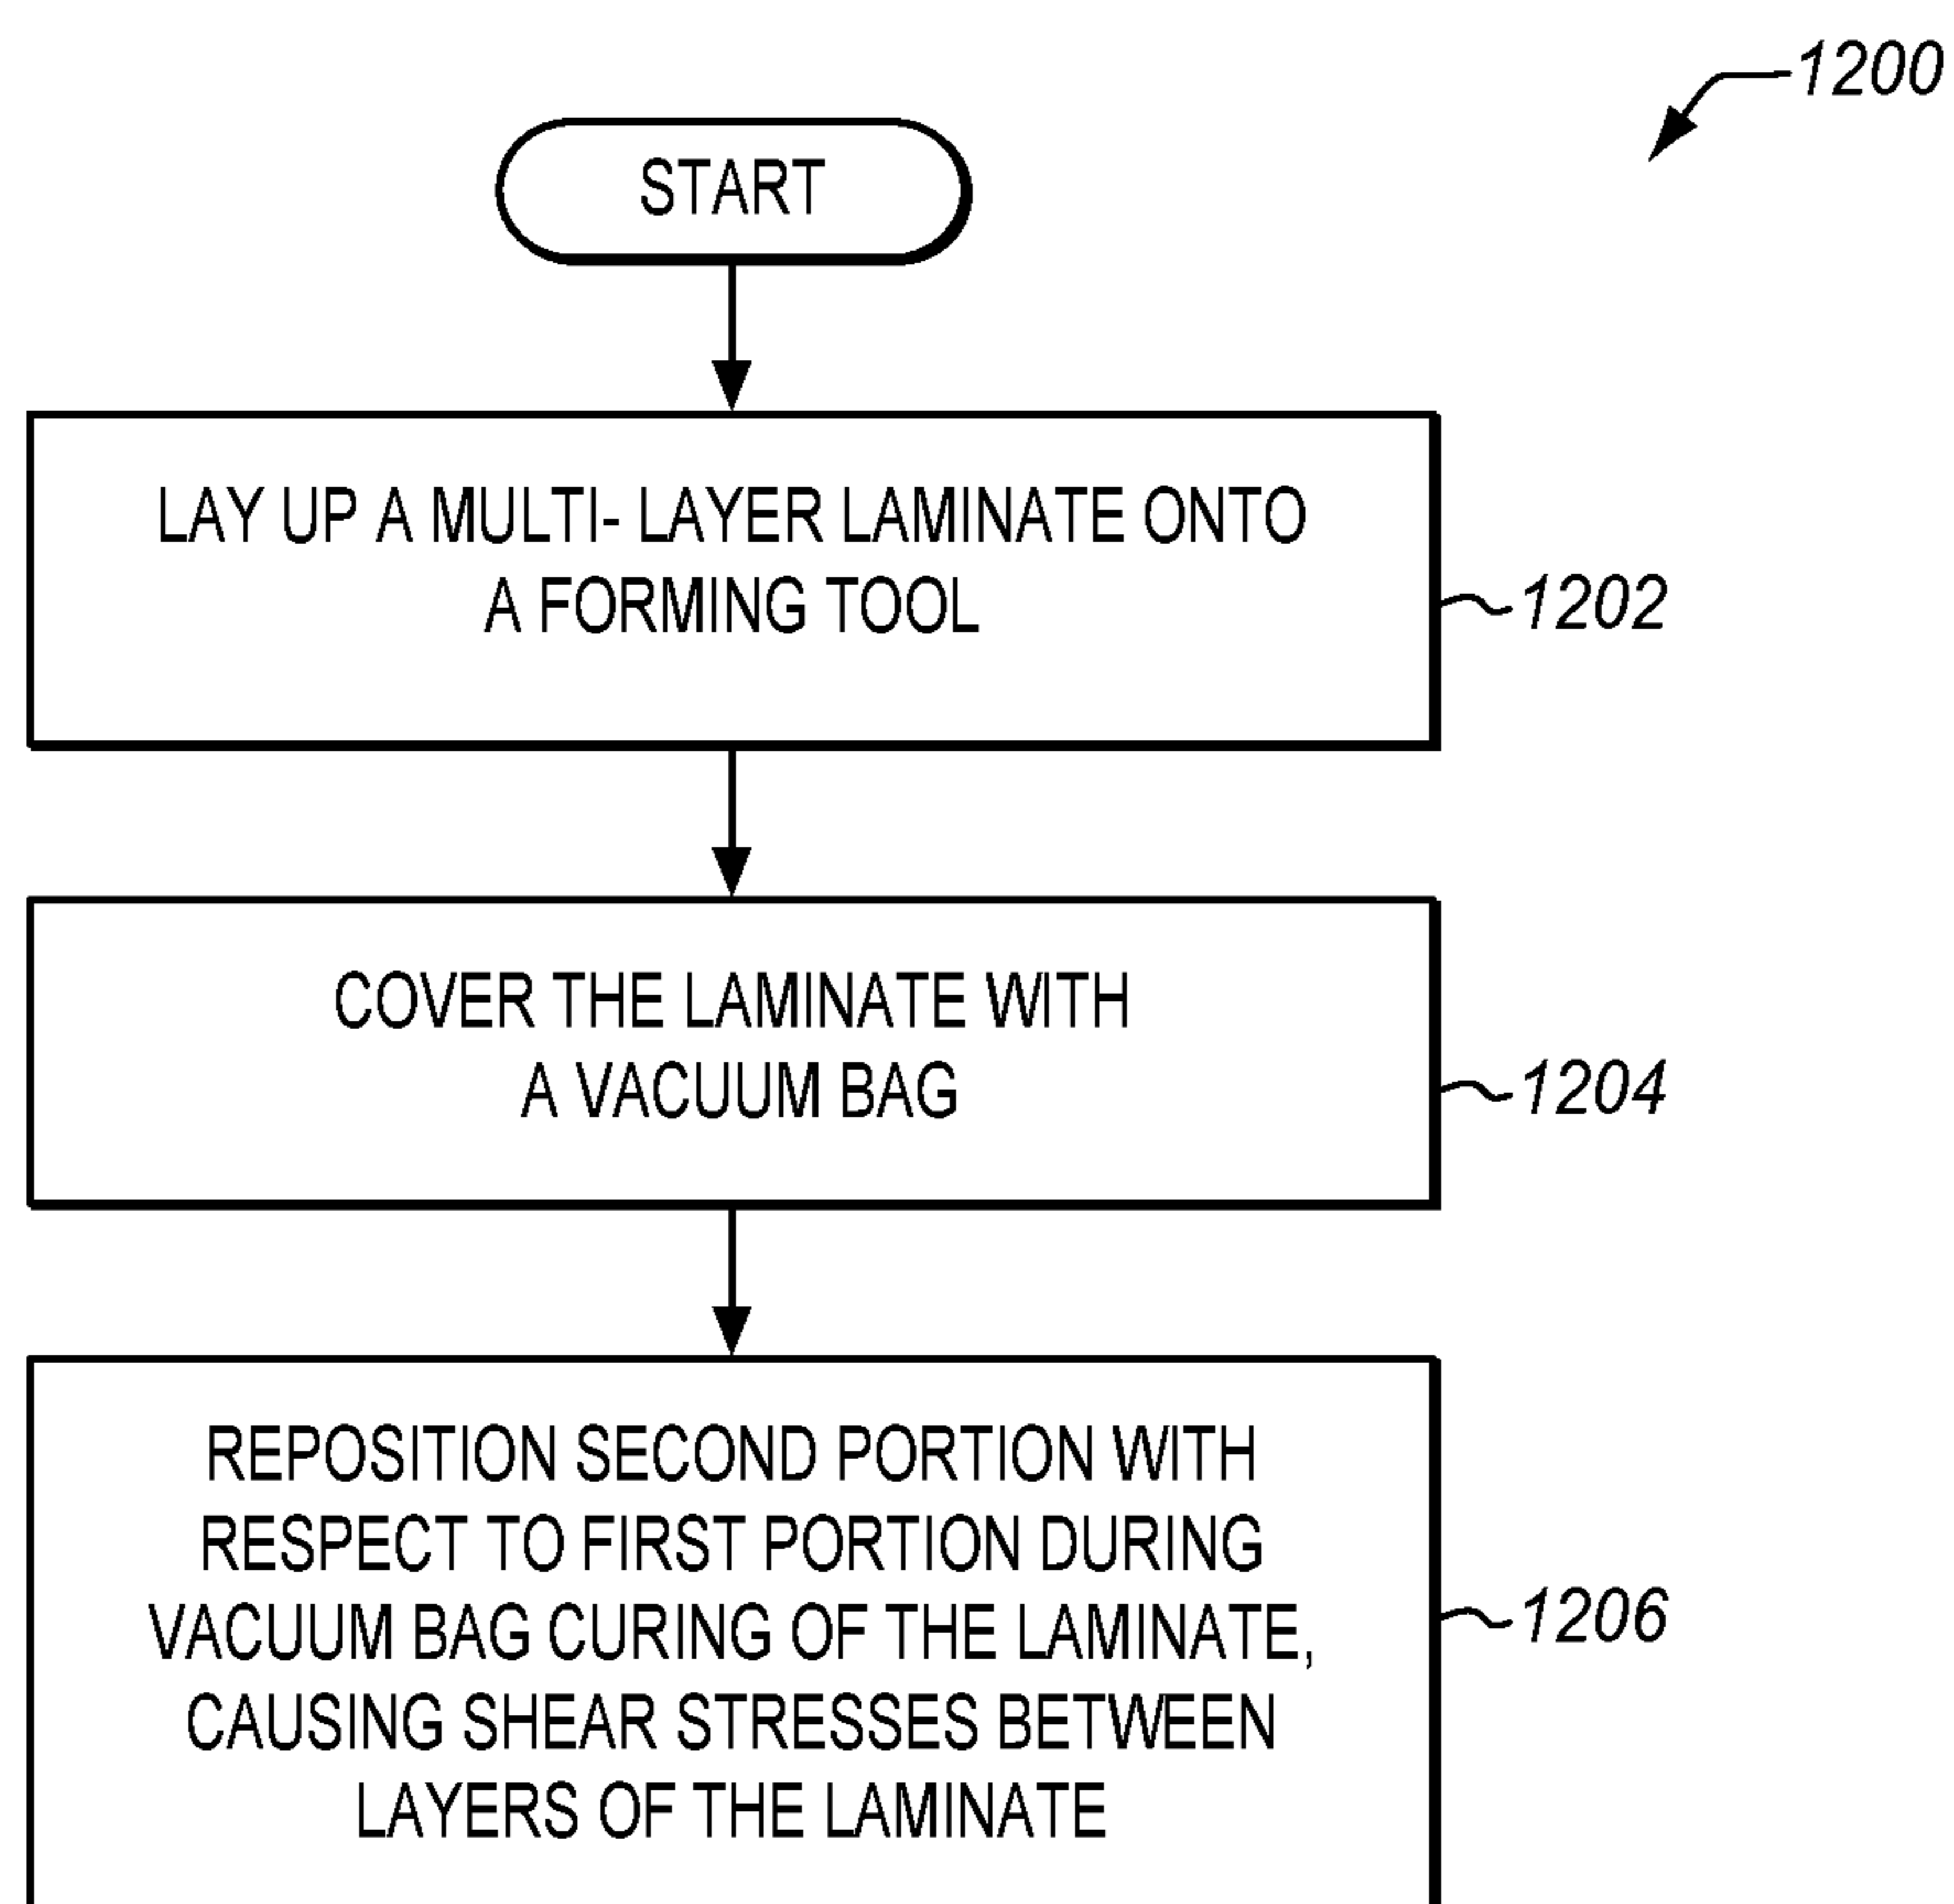 1200
START
LAY UP A MULTI- LAYER LAMINATE ONTO
A FORMING TOOL
1202
COVER THE LAMINATE WITH
A VACUUM BAG
1204
REPOSITION SECOND PORTION WITH
RESPECT TO FIRST PORTION DURING
VACUUM BAG CURING OF THE LAMINATE,
CAUSING SHEAR STRESSES BETWEEN
LAYERS OF THE LAMINATE
1206